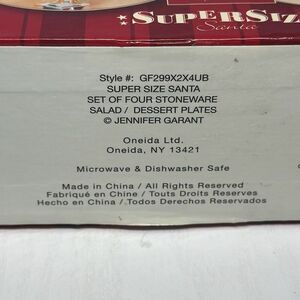 SUPER SIZ
Santa
Style #: GF299X2X4UB
SUPER SIZE SANTA
SET OF FOUR STONEWARE
SALAD / DESSERT PLATES
© JENNIFER GARANT
Oneida Ltd.
Oneida, NY 13421
Microwave & Dishwasher Safe
Made in China / All Rights Reserved
Fabriqué en Chine / Touts Droits Reserves
Hecho en China / Todos Derechos Reservados